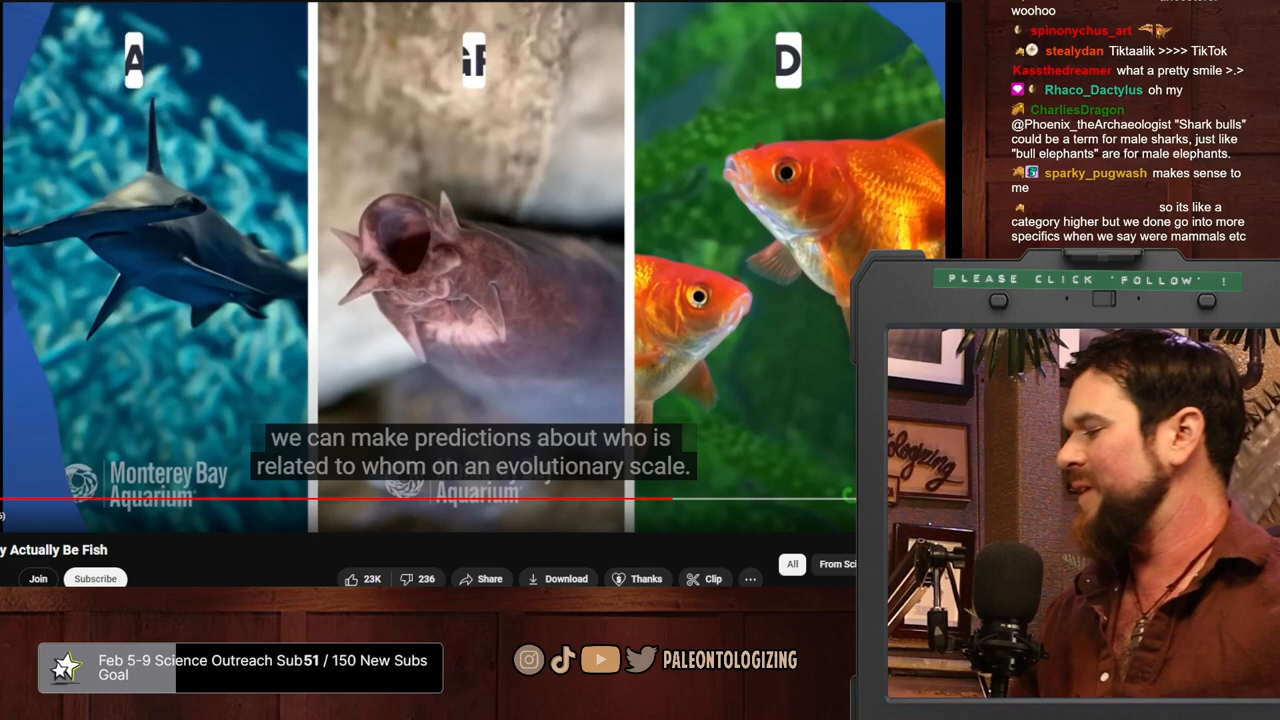 A
GF
D
we can make predictions about who is
related to whom on an evolutionary scale.
Monterey Bay
Aquarium
Aquarium
y Actually Be Fish
Join
Subscribe
23K
236
Share
Download
Thanks
Clip
All
From Sci
woohoo
spinonychus_art
stealydan Tiktaalik >>>> TikTok
Kassthedreamer what a pretty smile >.>
Rhaco_Dactylus oh my
CharliesDragon
@Phoenix_theArchaeologist "Shark bulls"
could be a term for male sharks, just like
"bull elephants" are for male elephants.
sparky_pugwash makes sense to
me
so its like a
category higher but we done go into more
specifics when we say were mammals etc
PLEASE CLICK 'FOLLOW' !
ologizing
Feb 5-9 Science Outreach Sub 51 / 150 New Subs
Goal
PALEONTOLOGIZING